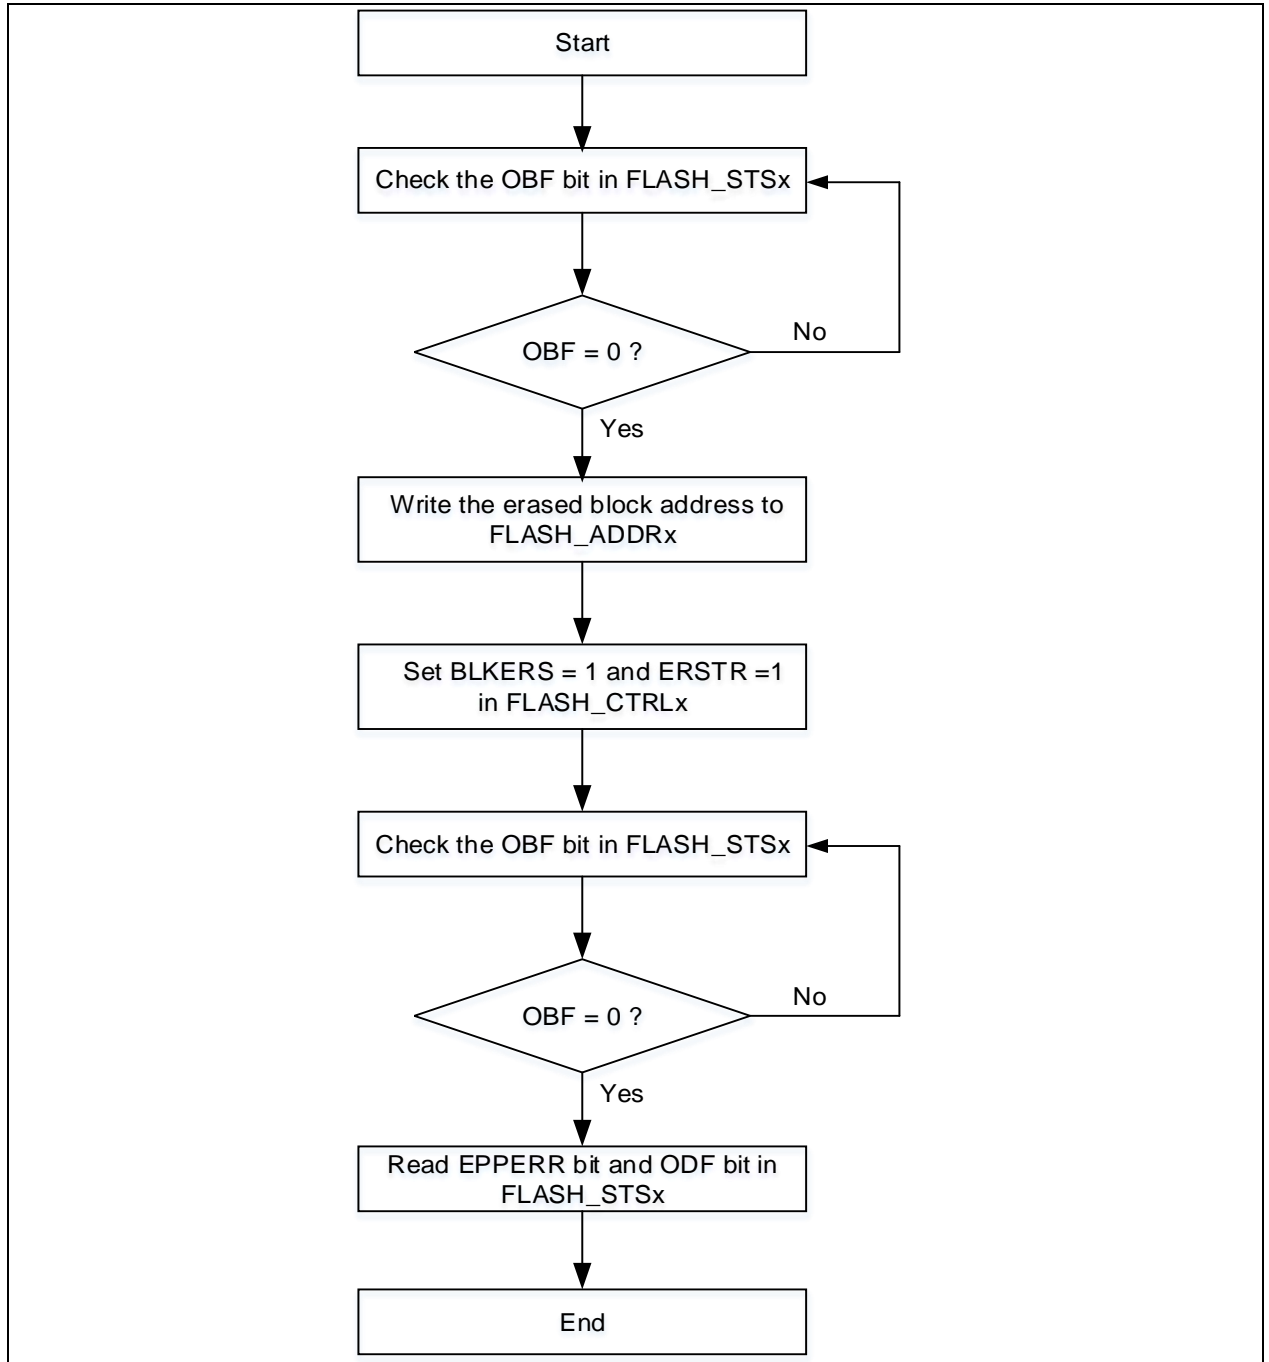 Start
Check the OBF bit in FLASH_STSx
OBF = 0 ?
No
Yes
Write the erased block address to
FLASH_ADDRx
Set BLKERS = 1 and ERSTR =1
in FLASH_CTRLx
Check the OBF bit in FLASH_STSx
OBF = 0 ?
No
Yes
Read EPPERR bit and ODF bit in
FLASH_STSx
End